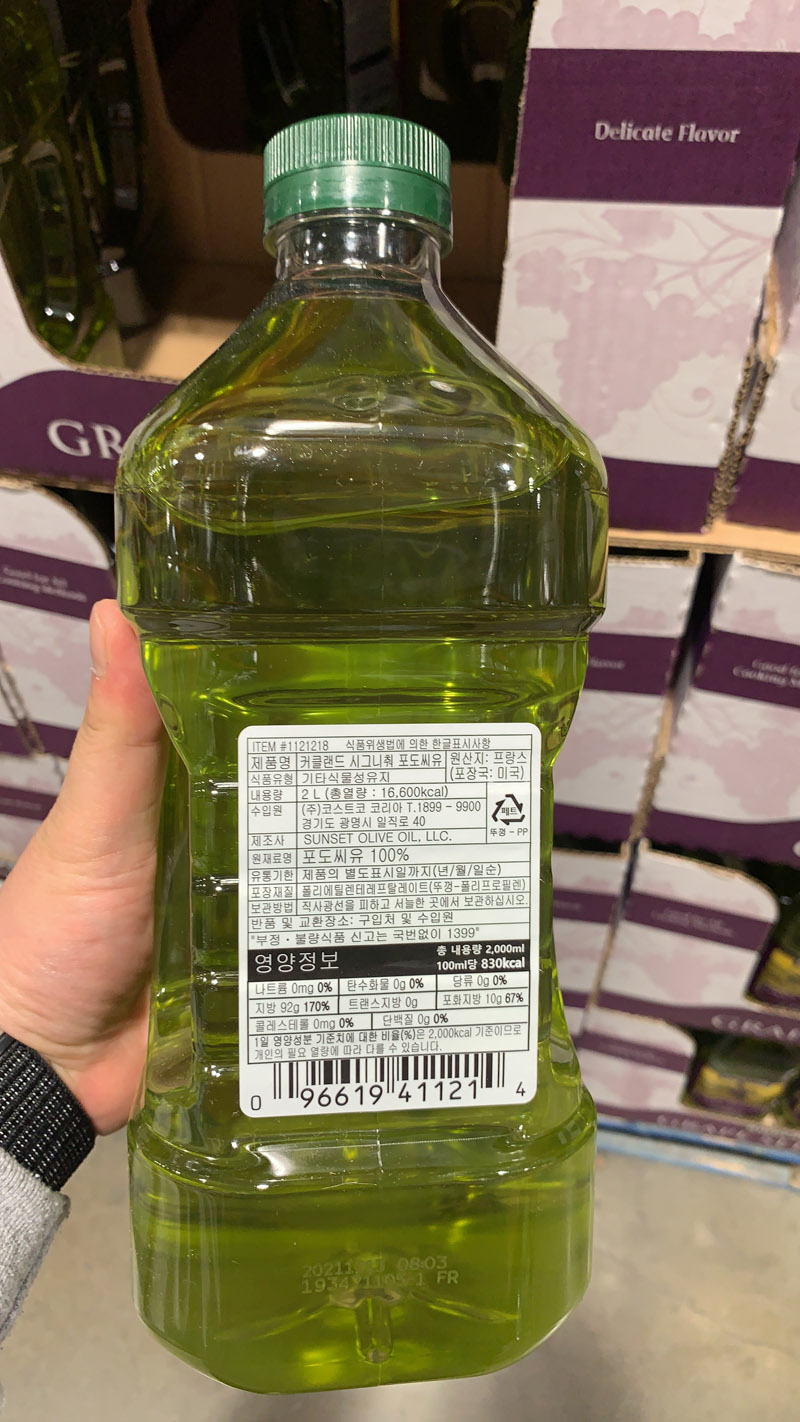 Delicate Flavor
GR
ITEM #1121218 식품위생법에 의한 한글표시사항
제품명 커클랜드 시그니춰 포도씨유 원산지: 프랑스
식품유형 기타식물성유지 (포장국: 미국)
내용량 2 L (총열량 : 16,600kcal)
수입원 (주)코스트코 코리아 T.1899 - 9900
경기도 광명시 일직로 40
페트
뚜껑 - PP
제조사 SUNSET OLIVE OIL, LLC.
원재료명 포도씨유 100%
유통기한 제품의 별도표시일까지(년/월/일순)
포장재질 폴리에틸렌테레프탈레이트(뚜껑-폴리프로필렌)
보관방법 직사광선을 피하고 서늘한 곳에서 보관하십시오.
반품 및 교환장소: 구입처 및 수입원
"부정 · 불량식품 신고는 국번없이 1399"
영양정보 총 내용량 2,000ml
100ml당 830kcal
나트륨 0mg 0% 탄수화물 0g 0% 당류 0g 0%
지방 92g 170% 트랜스지방 0g 포화지방 10g 67%
콜레스테롤 0mg 0% 단백질 0g 0%
1일 영양성분 기준치에 대한 비율(%)은 2,000kcal 기준이므로
개인의 필요 열량에 따라 다를 수 있습니다.
0 96619 41121 4
08:03
FR